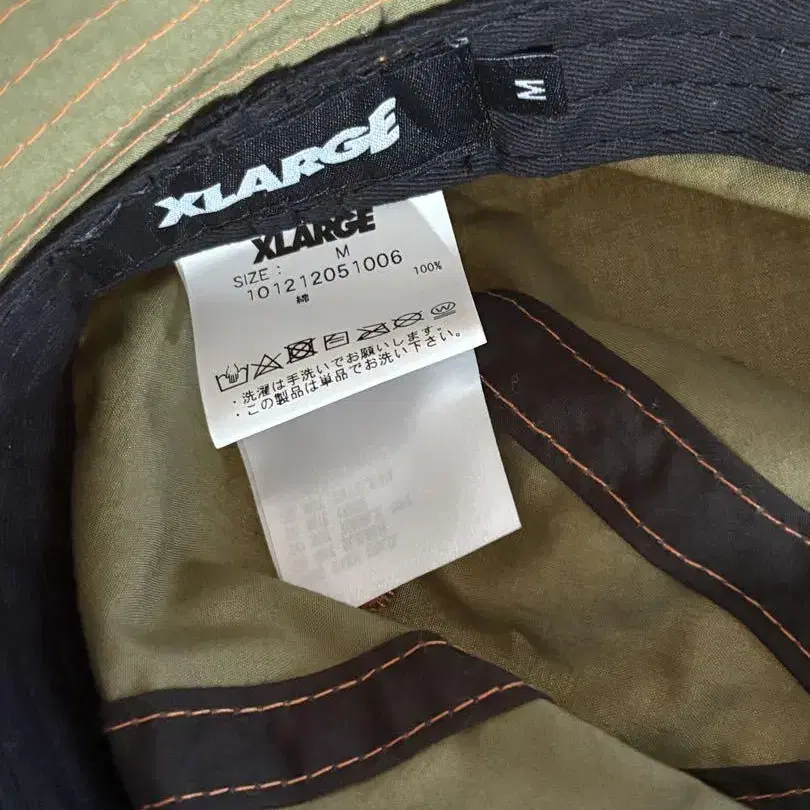 XLARGE
M
XLARGE
SIZE : M
101212051006
綿 100%
・洗濯は手洗いでお願いします。
・この製品は単品でお洗い下さい。